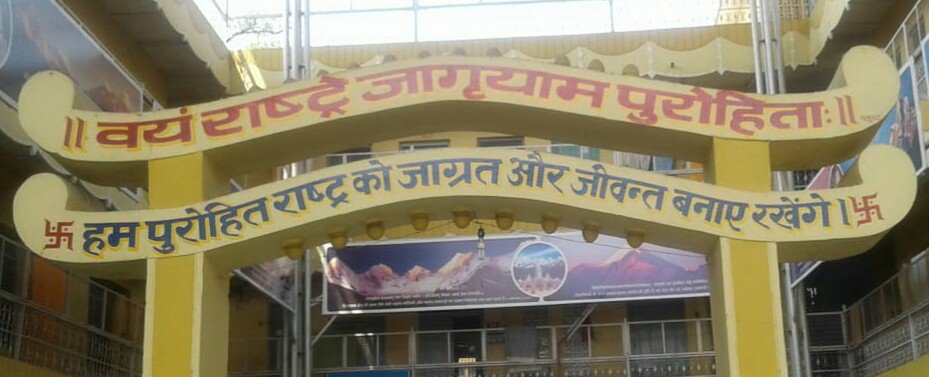 ॥ वयं राष्ट्रे जागृयाम पुरोहिताः ॥
卐 हम पुरोहित राष्ट्र को जाग्रत और जीवन्त बनाए रखेंगे। 卐